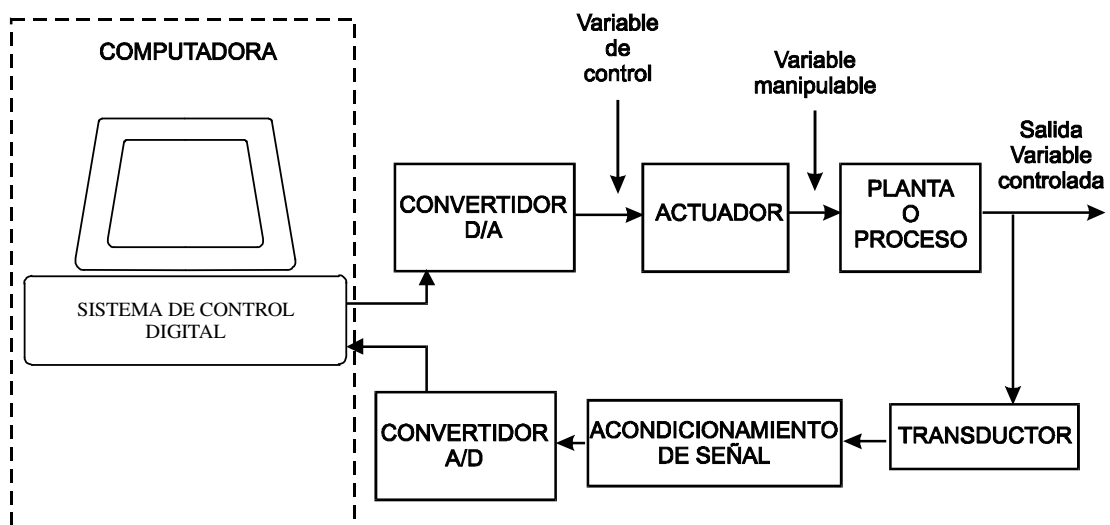 COMPUTADORA
SISTEMA DE CONTROL
DIGITAL
CONVERTIDOR
D/A
Variable
de
control
ACTUADOR
Variable
manipulable
PLANTA
O
PROCESO
Salida
Variable
controlada
TRANSDUCTOR
ACONDICIONAMIENTO
DE SEÑAL
CONVERTIDOR
A/D